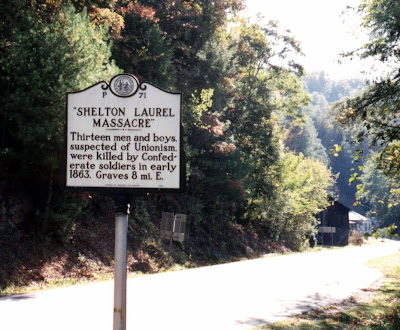 P 71
"SHELTON LAUREL
MASSACRE"
Thirteen men and boys,
suspected of Unionism,
were killed by Confed-
erate soldiers in early
1863. Graves 8 mi. E.